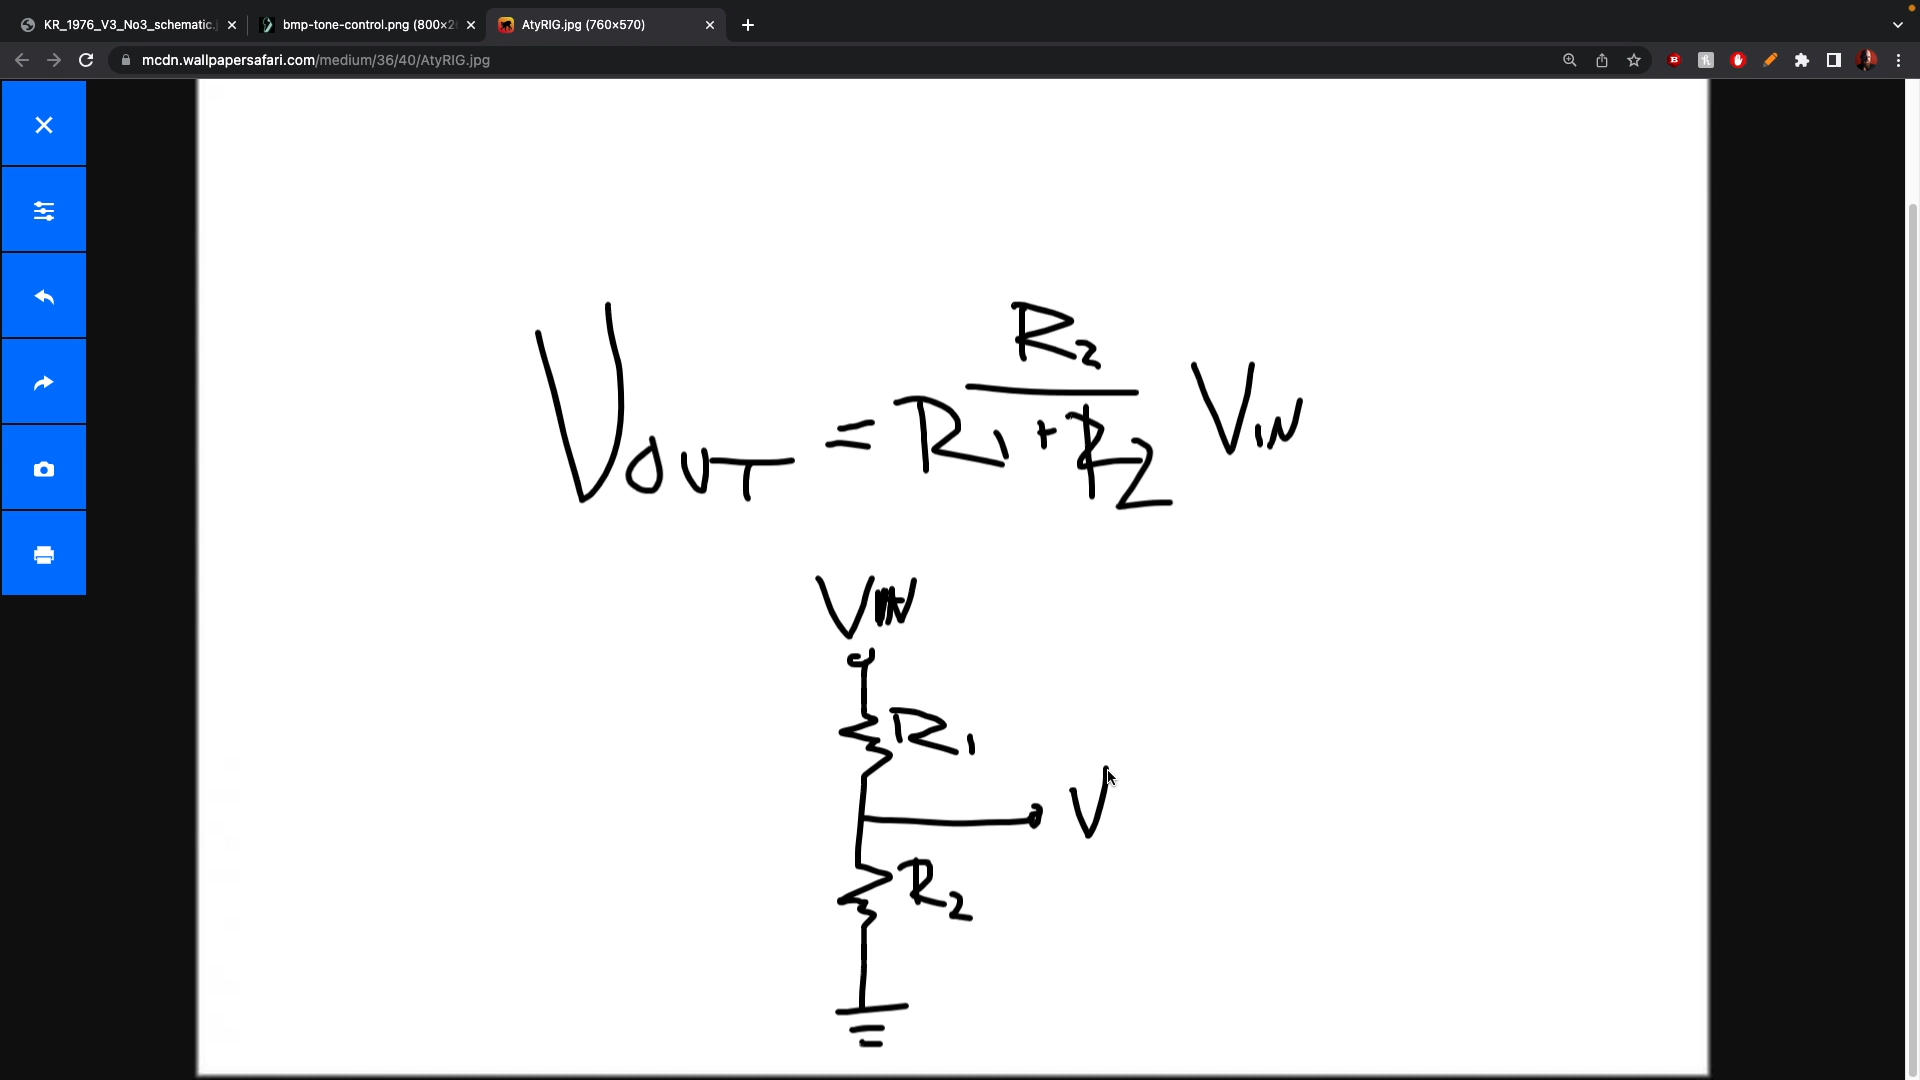 KR_1976_V3_No3_schematic.j
bmp-tone-control.png (800×2
AtyRIG.jpg (760×570)
mcdn.wallpapersafari.com/medium/36/40/AtyRIG.jpg
VOUT = R2 / R1 + R2 VIN
VIN
R1
V
R2